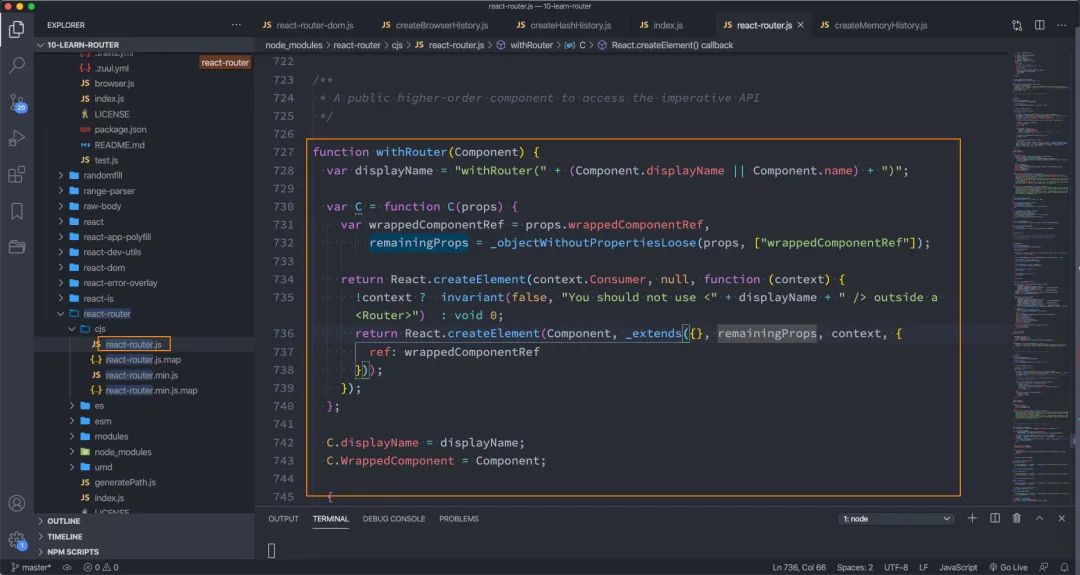 react-router.js — 10-learn-router
EXPLORER
react-router-dom.js
createBrowserHistory.js
createHashHistory.js
index.js
react-router.js
createMemoryHistory.js
10-LEARN-ROUTER
node_modules > react-router > cjs > JS react-router.js > withRouter > C > React.createElement() callback
.travis.yml
.zuul.yml
JS browser.js
JS index.js
LICENSE
package.json
README.md
JS test.js
randomfill
range-parser
raw-body
react
react-app-polyfill
react-dev-utils
react-dom
react-error-overlay
react-is
react-router
cjs
JS react-router.js
{..} react-router.js.map
JS react-router.min.js
{..} react-router.min.js.map
es
esm
modules
node_modules
umd
JS generatePath.js
JS index.js
LICENSE
OUTLINE
TIMELINE
NPM SCRIPTS
react-router
722
723 /**
724 * A public higher-order component to access the imperative API
725 */
726
727 function withRouter(Component) {
728 var displayName = "withRouter(" + (Component.displayName || Component.name) + ")";
729
730 var C = function C(props) {
731 var wrappedComponentRef = props.wrappedComponentRef,
732 remainingProps = _objectWithoutPropertiesLoose(props, ["wrappedComponentRef"]);
733
734 return React.createElement(context.Consumer, null, function (context) {
735 !context ? invariant(false, "You should not use <" + displayName + " /> outside a
<Router>") : void 0;
736 return React.createElement(Component, _extends({}, remainingProps, context, {
737 ref: wrappedComponentRef
738 }));
739 });
740 };
741
742 C.displayName = displayName;
743 C.WrappedComponent = Component;
744
745 {
OUTPUT
TERMINAL
DEBUG CONSOLE
PROBLEMS
1: node
20
1
master*
0 0
Ln 736, Col 66
Spaces: 2
UTF-8
LF
JavaScript
Go Live